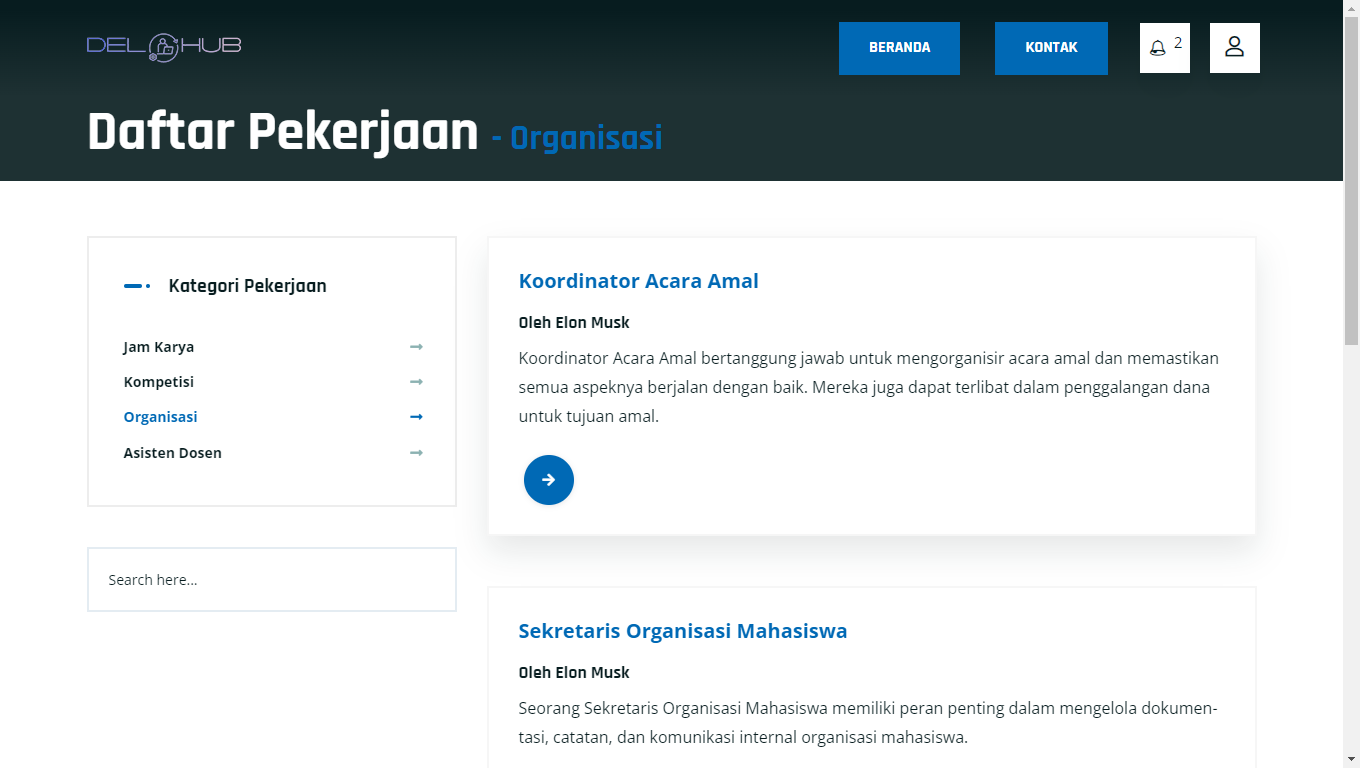 DEL HUB
BERANDA
KONTAK
2
Daftar Pekerjaan - Organisasi
Kategori Pekerjaan
Jam Karya
Kompetisi
Organisasi
Asisten Dosen
Search here...
Koordinator Acara Amal
Oleh Elon Musk
Koordinator Acara Amal bertanggung jawab untuk mengorganisir acara amal dan memastikan
semua aspeknya berjalan dengan baik. Mereka juga dapat terlibat dalam penggalangan dana
untuk tujuan amal.
Sekretaris Organisasi Mahasiswa
Oleh Elon Musk
Seorang Sekretaris Organisasi Mahasiswa memiliki peran penting dalam mengelola dokumen-
tasi, catatan, dan komunikasi internal organisasi mahasiswa.